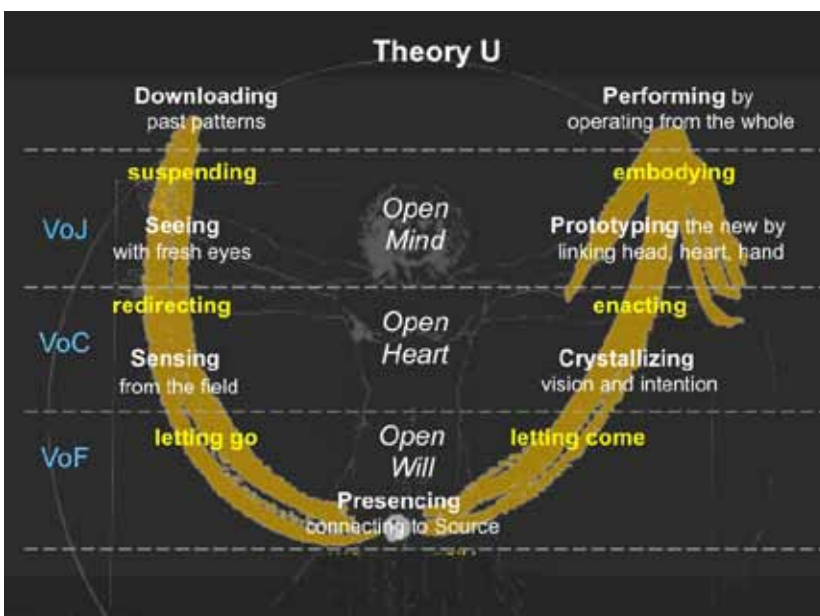 Theory U
Downloading
past patterns
Performing by
operating from the whole
suspending
embodying
VoJ
Seeing
with fresh eyes
Open
Mind
Prototyping the new by
linking head, heart, hand
redirecting
enacting
VoC
Open
Heart
Sensing
from the field
Crystallizing
vision and intention
letting go
letting come
VoF
Open
Will
Presencing
connecting to Source